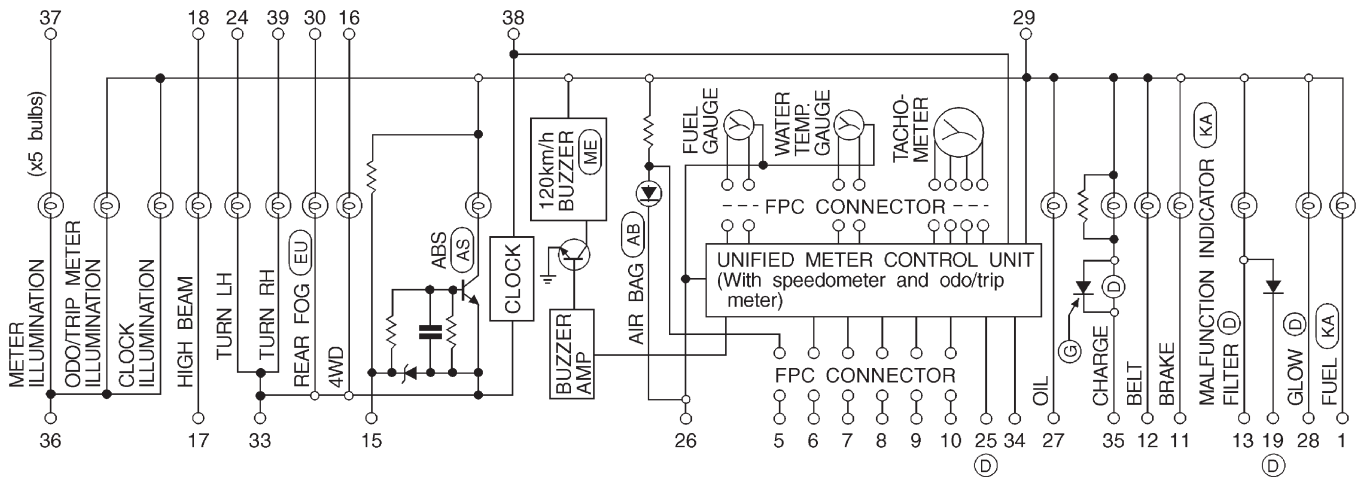 37
18
24
39
30
16
38
29
(x5 bulbs)
METER
ILLUMINATION
ODO/TRIP METER
ILLUMINATION
CLOCK
ILLUMINATION
HIGH BEAM
TURN LH
TURN RH
REAR FOG EU
4WD
ABS
AS
CLOCK
120km/h
BUZZER
ME
BUZZER
AMP
AIR BAG AB
FUEL
GAUGE
WATER
TEMP.
GAUGE
TACHO-
METER
FPC CONNECTOR
UNIFIED METER CONTROL UNIT
(With speedometer and odo/trip
meter)
FPC CONNECTOR
OIL
G
D
CHARGE
BELT
BRAKE
MALFUNCTION INDICATOR KA
FILTER D
GLOW D
FUEL KA
36
17
33
15
26
5
6
7
8
9
10
25
34
27
35
12
11
13
19
28
1
D
D